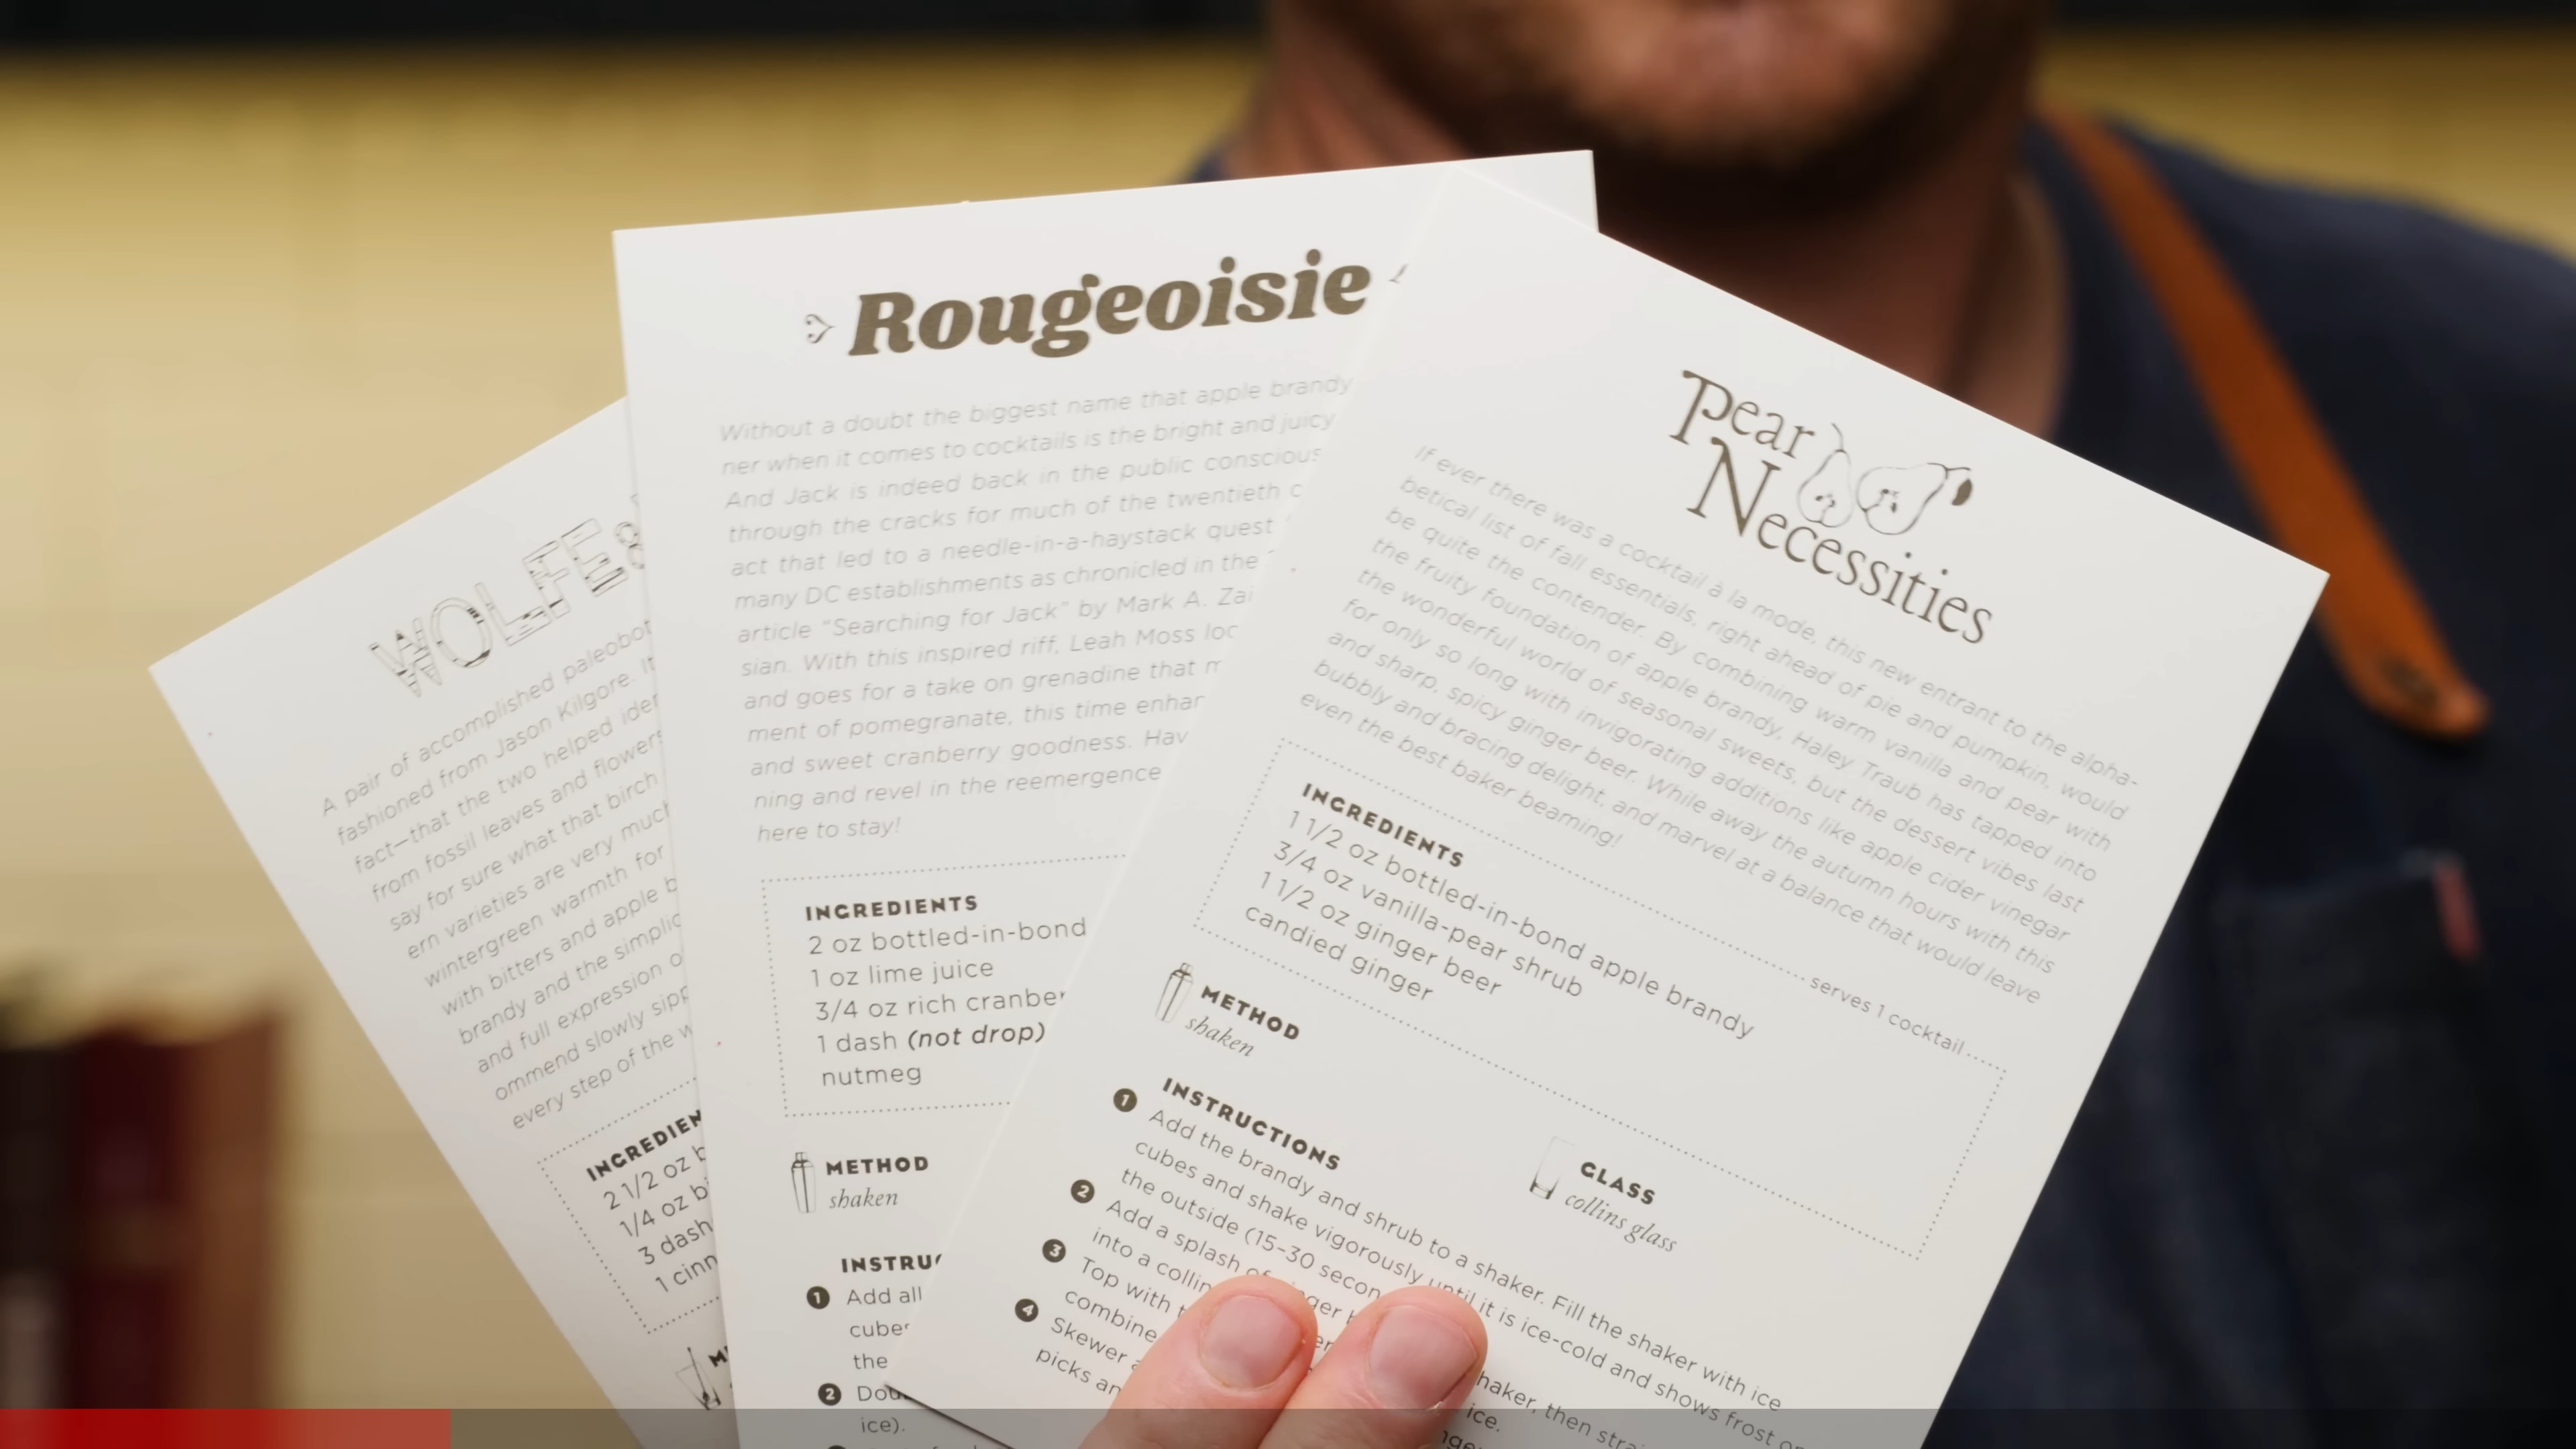 WOLFE &
A pair of accomplished paleobot
fashioned from Jason Kilgore. It
fact—that the two helped iden
from fossil leaves and flowers
say for sure what that birch
ern varieties are very much
wintergreen warmth for
with bitters and apple b
brandy and the simplic
and full expression o
ommend slowly sipp
every step of the w
INGREDIEN
2 1/2 oz b
1/4 oz bi
3 dash
1 cinn
Rougeoisie
Without a doubt the biggest name that apple brandy
ner when it comes to cocktails is the bright and juicy
And Jack is indeed back in the public conscious
through the cracks for much of the twentieth c
act that led to a needle-in-a-haystack quest
many DC establishments as chronicled in the
article "Searching for Jack" by Mark A. Zai
sian. With this inspired riff, Leah Moss loc
and goes for a take on grenadine that m
ment of pomegranate, this time enhan
and sweet cranberry goodness. Hav
ning and revel in the reemergence
here to stay!
INGREDIENTS
2 oz bottled-in-bond
1 oz lime juice
3/4 oz rich cranber
1 dash (not drop)
nutmeg
METHOD
shaken
INSTRUC
1 Add all
cubes
the
2 Dou
ice).
Pear
Necessities
If ever there was a cocktail à la mode, this new entrant to the alpha-
betical list of fall essentials, right ahead of pie and pumpkin, would
be quite the contender. By combining warm vanilla and pear with
the fruity foundation of apple brandy, Haley Traub has tapped into
the wonderful world of seasonal sweets, but the dessert vibes last
for only so long with invigorating additions like apple cider vinegar
and sharp, spicy ginger beer. While away the autumn hours with this
bubbly and bracing delight, and marvel at a balance that would leave
even the best baker beaming!
serves 1 cocktail
INGREDIENTS
1 1/2 oz bottled-in-bond apple brandy
3/4 oz vanilla-pear shrub
1 1/2 oz ginger beer
candied ginger
METHOD
shaken
GLASS
collins glass
INSTRUCTIONS
1 Add the brandy and shrub to a shaker. Fill the shaker with ice
cubes and shake vigorously until it is ice-cold and shows frost on
the outside (15–30 secon
2 Add a splash of ginger b haker, then strai
into a collin ice.
3 Top with
combine
4 Skewer a
picks an